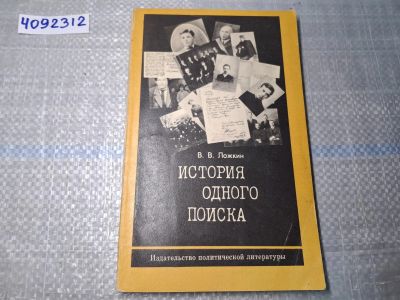 4092312
В. В. Ложкин
ИСТОРИЯ
ОДНОГО
ПОИСКА
Издательство политической литературы